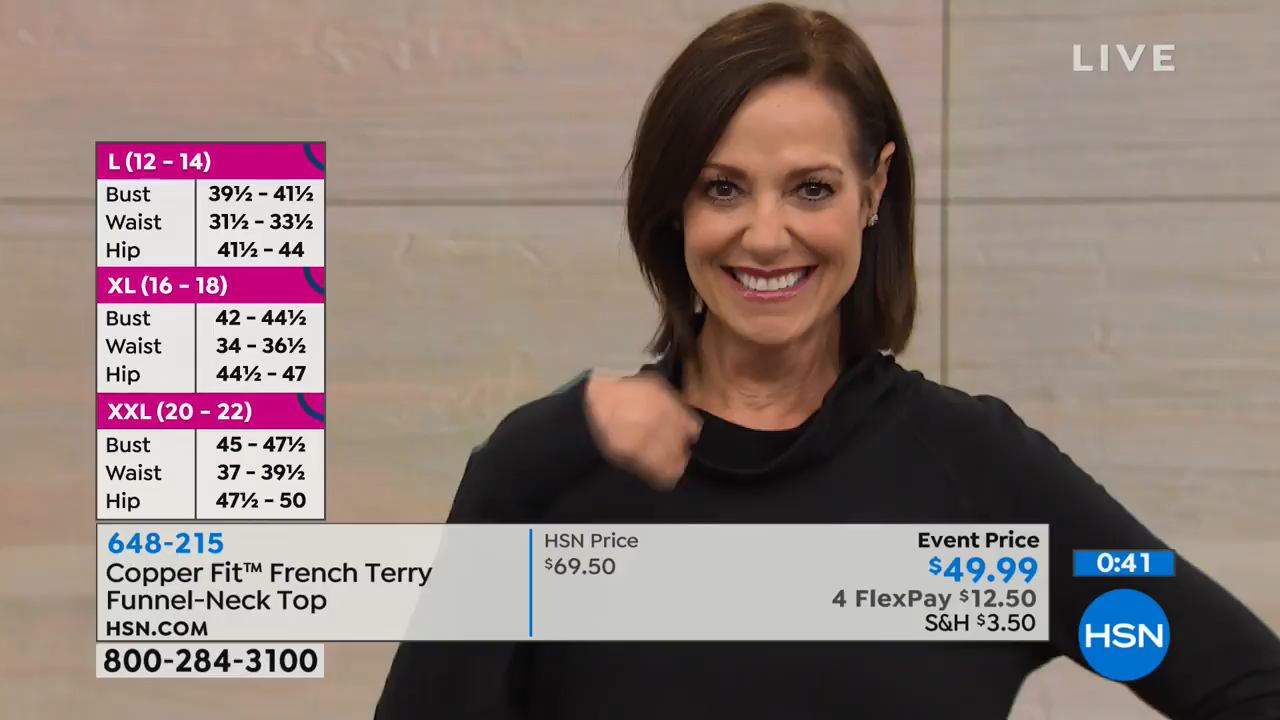 LIVE
L (12 – 14)
Bust 39½ – 41½
Waist 31½ – 33½
Hip 41½ – 44
XL (16 – 18)
Bust 42 – 44½
Waist 34 – 36½
Hip 44½ – 47
XXL (20 – 22)
Bust 45 – 47½
Waist 37 – 39½
Hip 47½ – 50
648-215
Copper Fit™ French Terry
Funnel-Neck Top
HSN.COM
HSN Price
$69.50
Event Price
$49.99
4 FlexPay $12.50
S&H $3.50
800-284-3100
0:41
HSN